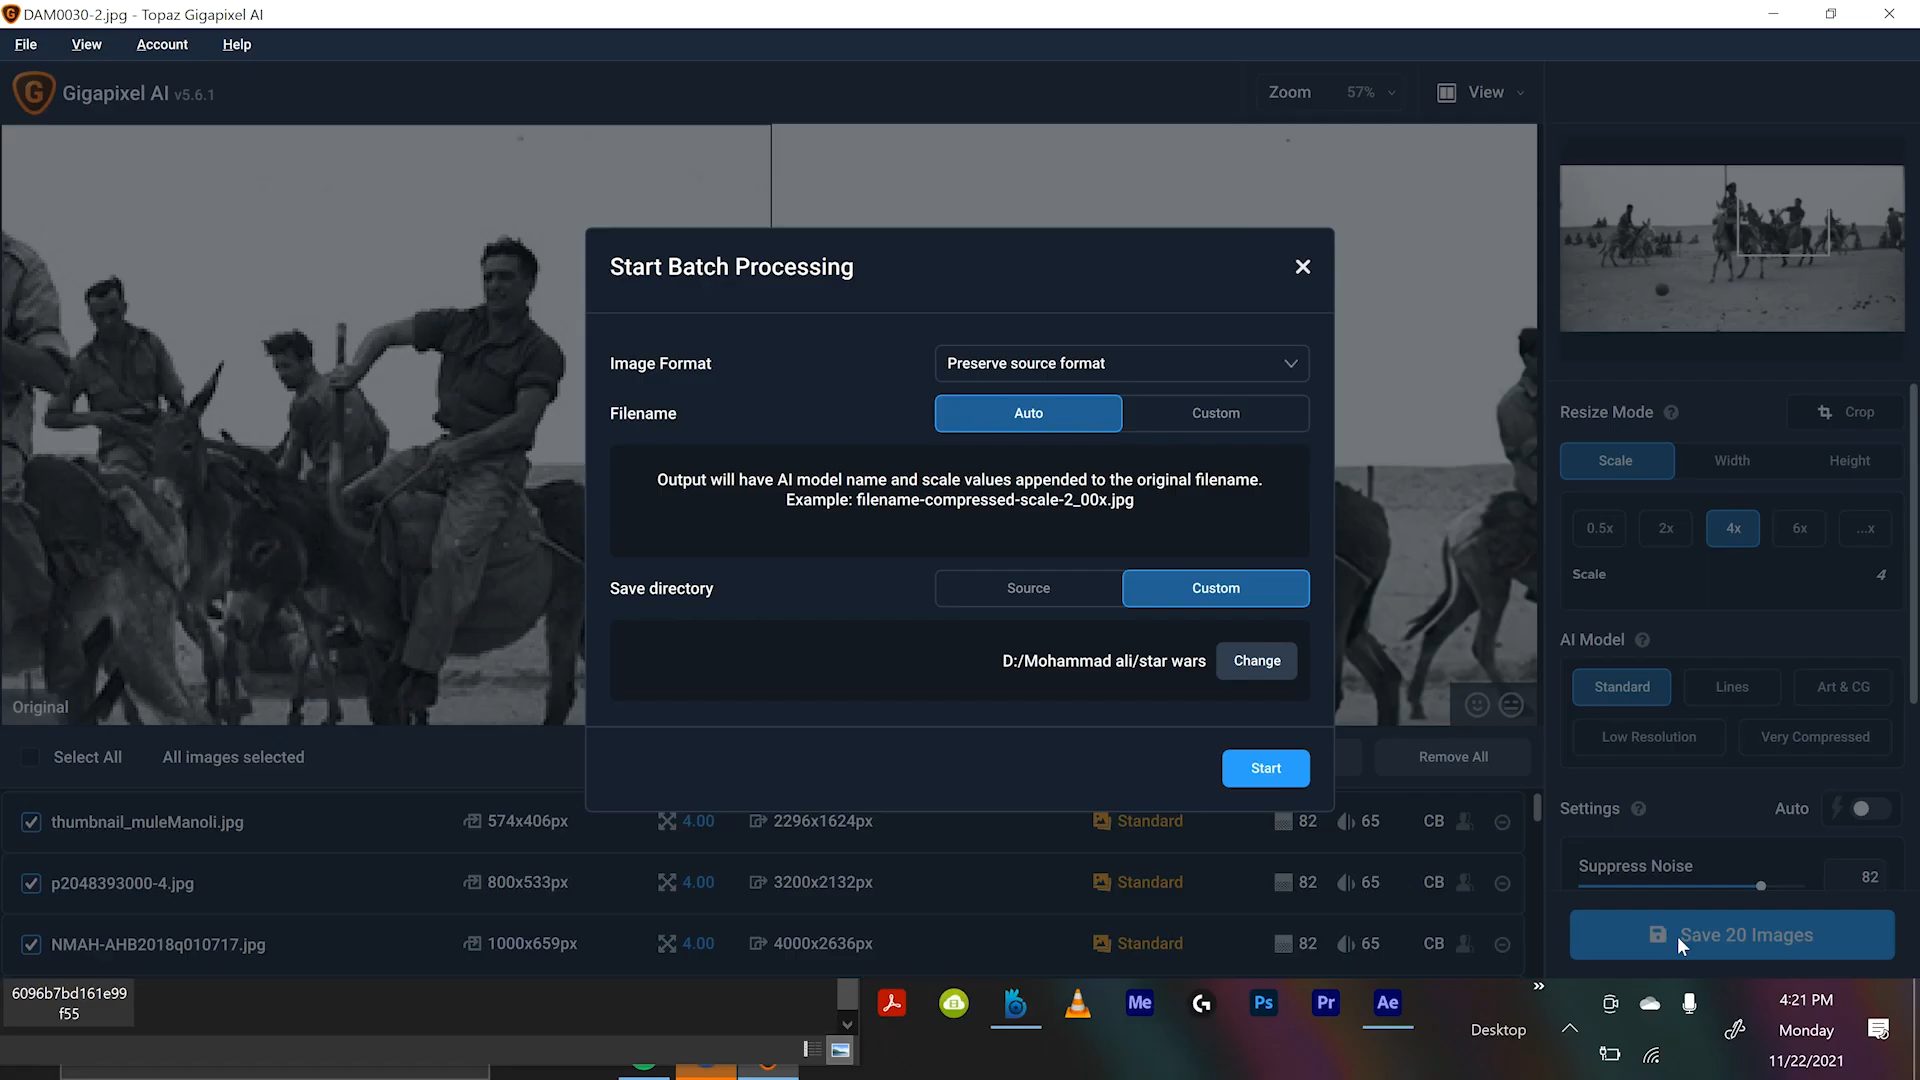 DAM0030-2.jpg - Topaz Gigapixel AI
File View Account Help
Gigapixel AI v5.6.1
Zoom 57% View
Start Batch Processing
Image Format Preserve source format
Filename Auto Custom
Output will have AI model name and scale values appended to the original filename.
Example: filename-compressed-scale-2_00x.jpg
Save directory Source Custom
D:/Mohammad ali/star wars Change
Start
Original
Resize Mode Crop
Scale Width Height
0.5x 2x 4x 6x ...x
Scale 4
AI Model
Standard Lines Art & CG
Low Resolution Very Compressed
Settings Auto
Suppress Noise 82
Save 20 Images
Select All All images selected Remove All
thumbnail_muleManoli.jpg 574x406px 4.00 2296x1624px Standard 82 65 CB
p2048393000-4.jpg 800x533px 4.00 3200x2132px Standard 82 65 CB
NMAH-AHB2018q010717.jpg 1000x659px 4.00 4000x2636px Standard 82 65 CB
6096b7bd161e99
f55
Me Ps Pr Ae
Desktop
4:21 PM
Monday
11/22/2021